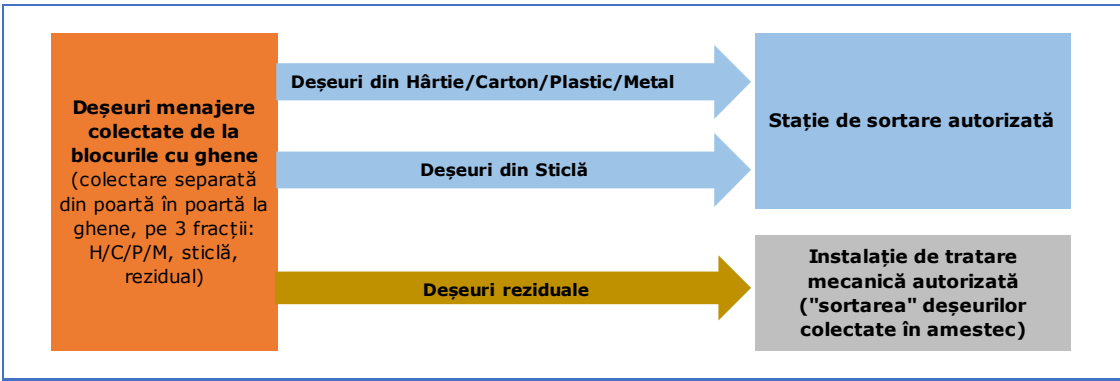 Deșeuri menajere
colectate de la
blocurile cu ghene
(colectare separată
din poartă în poartă la
ghene, pe 3 fracții:
H/C/P/M, sticlă,
rezidual)
Deșeuri din Hârtie/Carton/Plastic/Metal
Deșeuri din Sticlă
Deșeuri reziduale
Stație de sortare autorizată
Instalație de tratare
mecanică autorizată
("sortarea" deșeurilor
colectate în amestec)